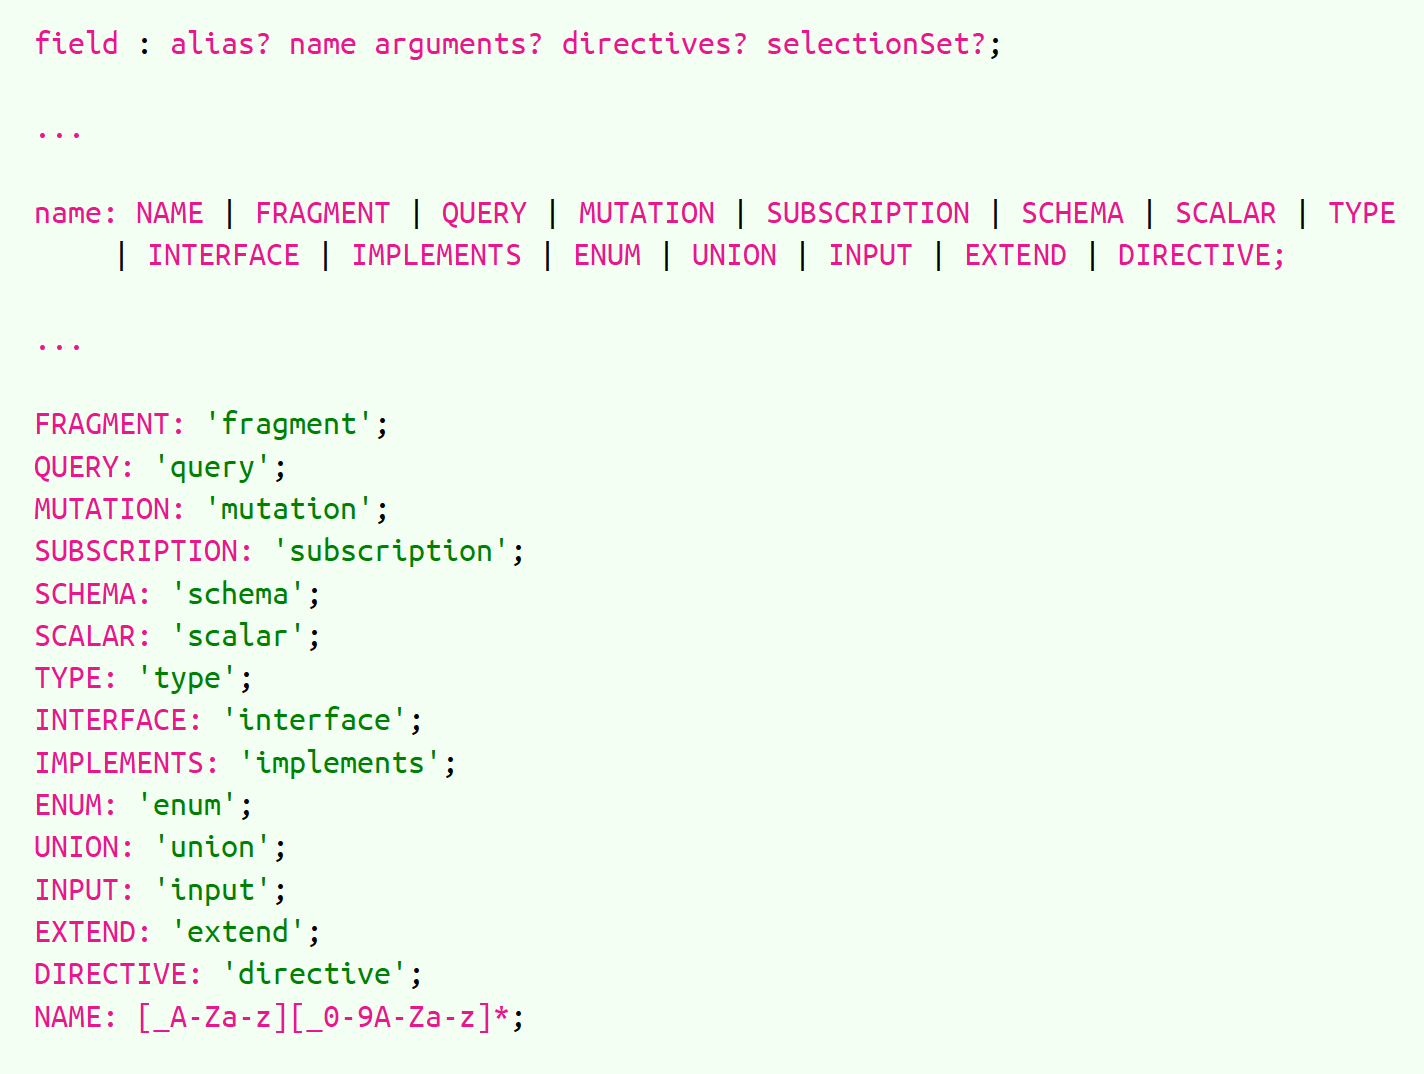 field : alias? name arguments? directives? selectionSet?;
...
name: NAME | FRAGMENT | QUERY | MUTATION | SUBSCRIPTION | SCHEMA | SCALAR | TYPE
| INTERFACE | IMPLEMENTS | ENUM | UNION | INPUT | EXTEND | DIRECTIVE;
...
FRAGMENT: 'fragment';
QUERY: 'query';
MUTATION: 'mutation';
SUBSCRIPTION: 'subscription';
SCHEMA: 'schema';
SCALAR: 'scalar';
TYPE: 'type';
INTERFACE: 'interface';
IMPLEMENTS: 'implements';
ENUM: 'enum';
UNION: 'union';
INPUT: 'input';
EXTEND: 'extend';
DIRECTIVE: 'directive';
NAME: [_A-Za-z][_0-9A-Za-z]*;